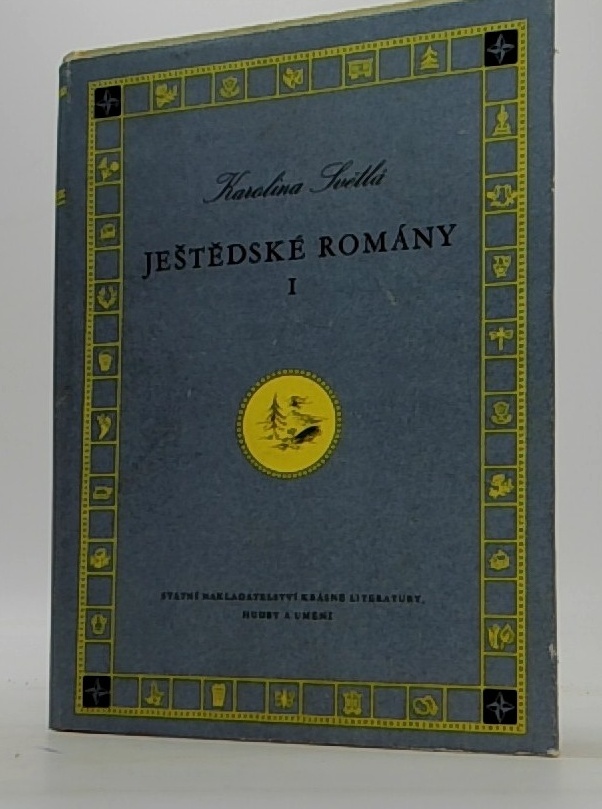 Karolina Světlá
JEŠTĚDSKÉ ROMÁNY
I
STÁTNÍ NAKLADATELSTVÍ KRÁSNÉ LITERATURY,
HUDBY A UMĚNÍ